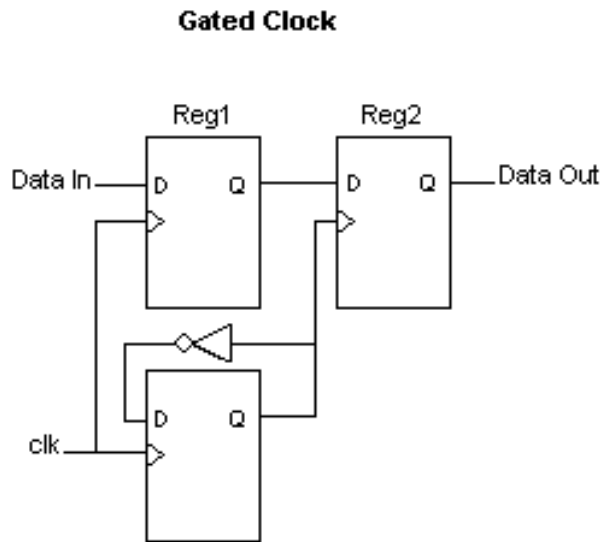 Gated Clock
Reg1 Reg2
Data In D Q D Q Data Out
D Q
clk